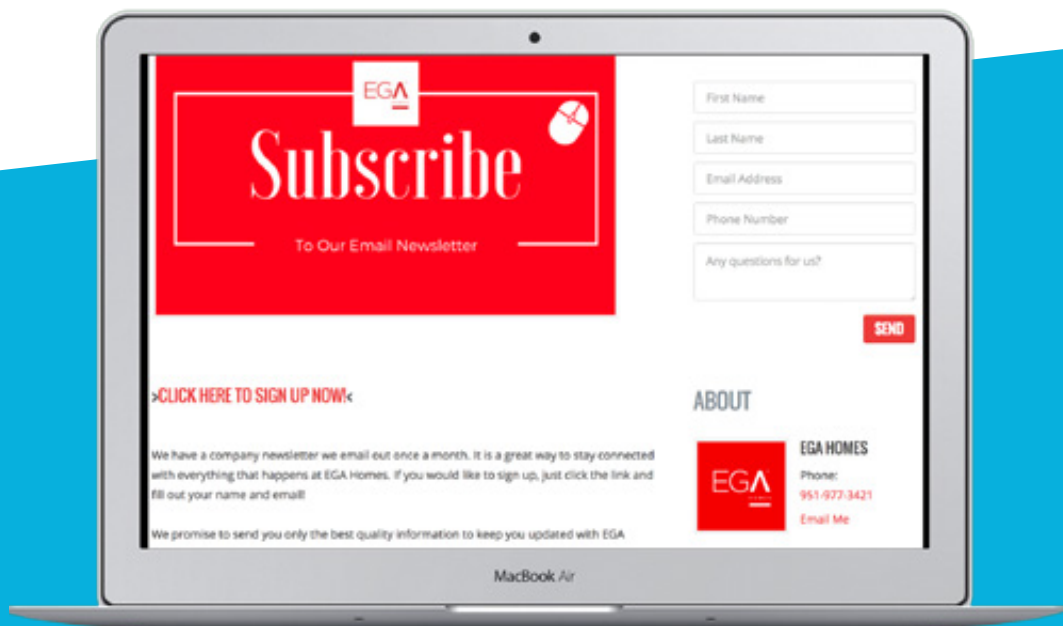 EGA
Subscribe
To Our Email Newsletter
>CLICK HERE TO SIGN UP NOW!<
We have a company newsletter we email out once a month. It is a great way to stay connected
with everything that happens at EGA Homes. If you would like to sign up, just click the link and
fill out your name and email!
We promise to send you only the best quality information to keep you updated with EGA
First Name
Last Name
Email Address
Phone Number
Any questions for us?
SEND
ABOUT
EGA
EGA HOMES
Phone:
951-977-3421
Email Me
MacBook Air